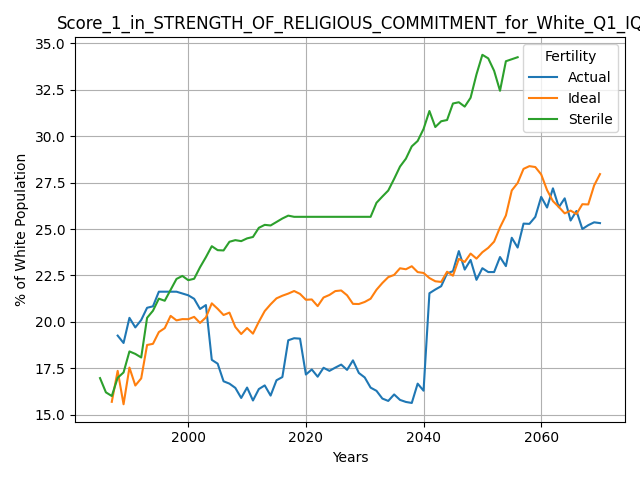 Score_1_in_STRENGTH_OF_RELIGIOUS_COMMITMENT_for_White_Q1_IQ
Fertility
Actual
Ideal
Sterile
% of White Population
35.0
32.5
30.0
27.5
25.0
22.5
20.0
17.5
15.0
2000 2020 2040 2060
Years